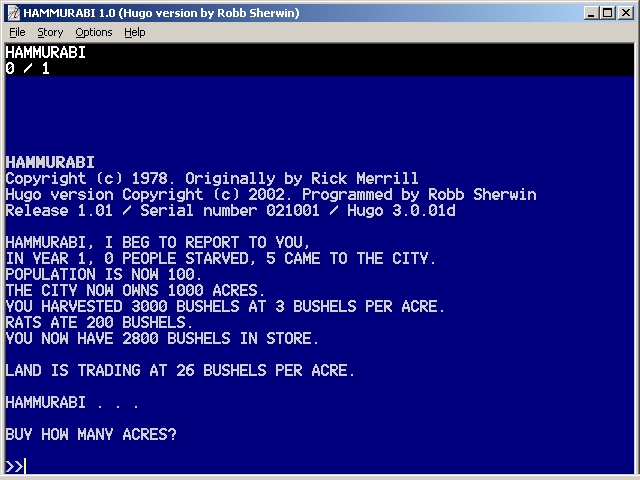 HAMMURABI 1.0 (Hugo version by Robb Sherwin)
File Story Options Help
HAMMURABI
0 / 1
HAMMURABI
Copyright (c) 1978. Originally by Rick Merrill
Hugo version Copyright (c) 2002. Programmed by Robb Sherwin
Release 1.01 / Serial number 021001 / Hugo 3.0.01d
HAMMURABI, I BEG TO REPORT TO YOU,
IN YEAR 1, 0 PEOPLE STARVED, 5 CAME TO THE CITY.
POPULATION IS NOW 100.
THE CITY NOW OWNS 1000 ACRES.
YOU HARVESTED 3000 BUSHELS AT 3 BUSHELS PER ACRE.
RATS ATE 200 BUSHELS.
YOU NOW HAVE 2800 BUSHELS IN STORE.
LAND IS TRADING AT 26 BUSHELS PER ACRE.
HAMMURABI . . .
BUY HOW MANY ACRES?
>>